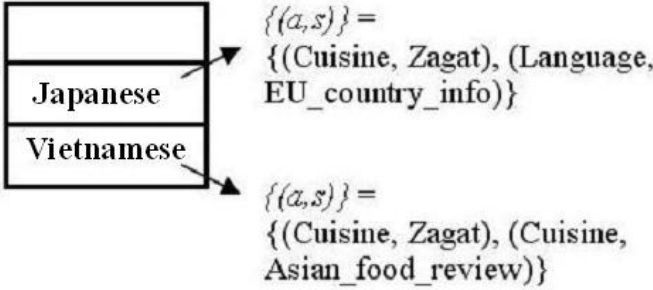 {(a,s)} =
{(Cuisine, Zagat), (Language,
EU_country_info)}
Japanese
Vietnamese
{(a,s)} =
{(Cuisine, Zagat), (Cuisine,
Asian_food_review)}